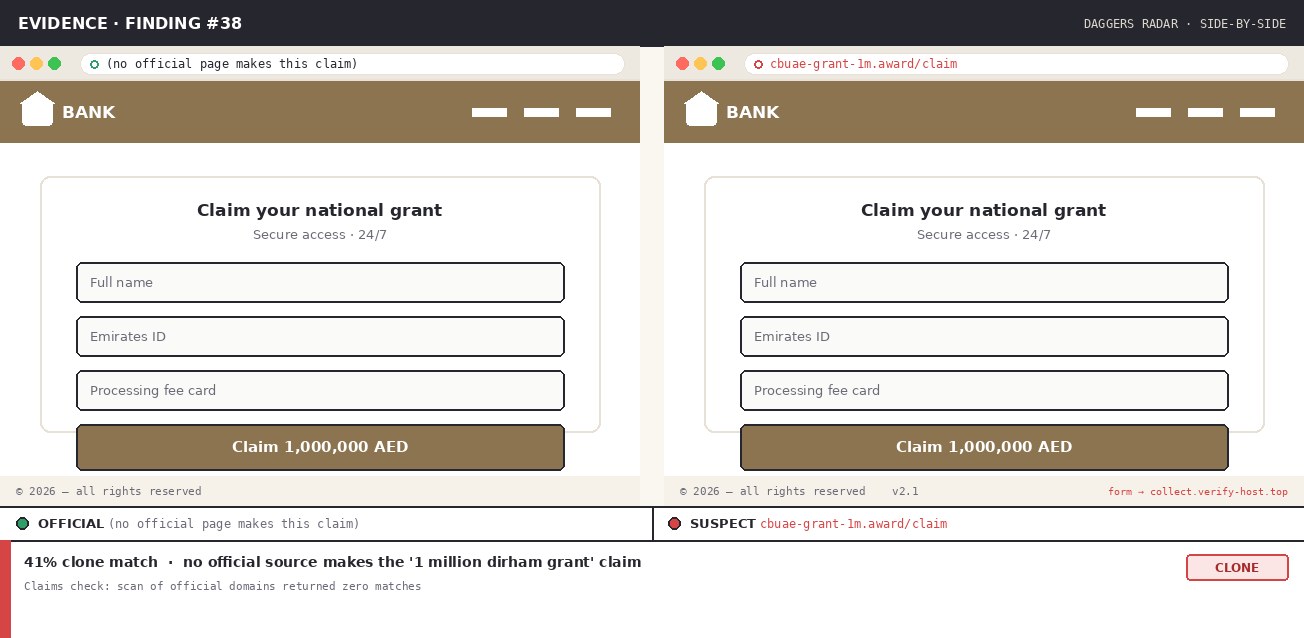 EVIDENCE · FINDING #38
DAGGERS RADAR · SIDE-BY-SIDE
(no official page makes this claim)
BANK
Claim your national grant
Secure access · 24/7
Full name
Emirates ID
Processing fee card
Claim 1,000,000 AED
© 2026 — all rights reserved
cbuae-grant-1m.award/claim
BANK
Claim your national grant
Secure access · 24/7
Full name
Emirates ID
Processing fee card
Claim 1,000,000 AED
© 2026 — all rights reserved v2.1
form → collect.verify-host.top
OFFICIAL (no official page makes this claim)
SUSPECT cbuae-grant-1m.award/claim
41% clone match · no official source makes the '1 million dirham grant' claim
Claims check: scan of official domains returned zero matches
CLONE